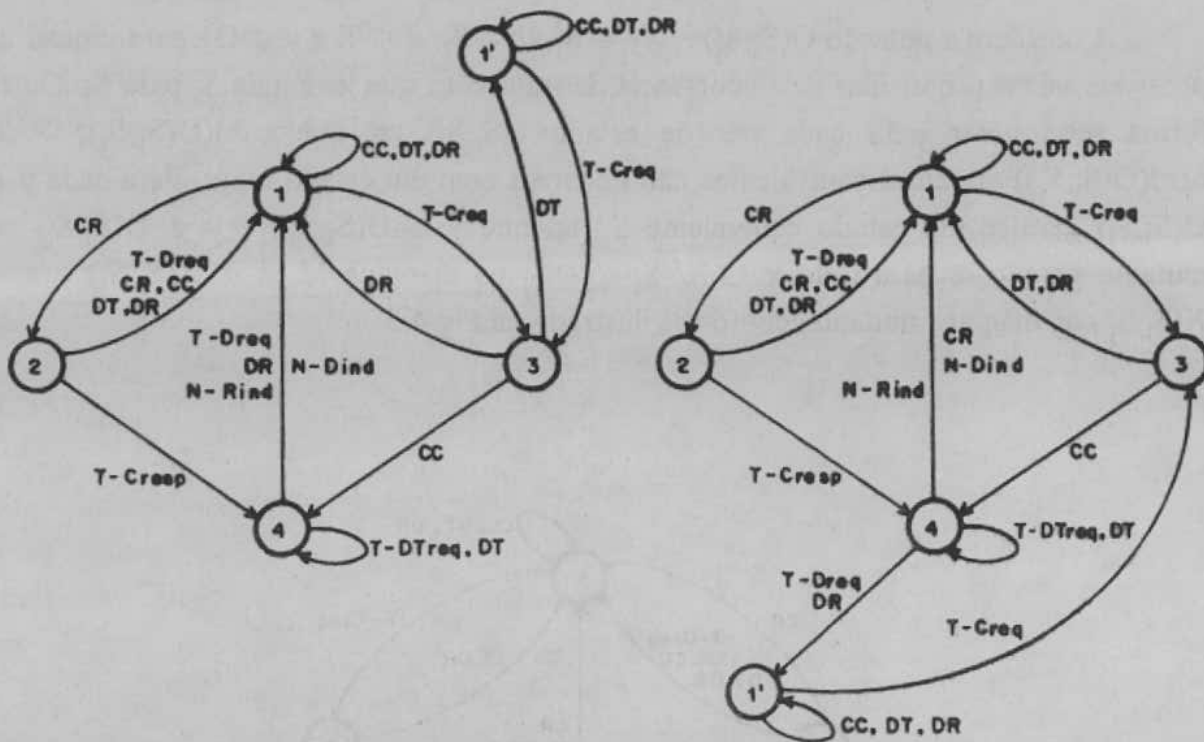 CC, DT, DR
1'
T-Creq
DT
CC, DT, DR
1
CR
T-Creq
T-Dreq
CR, CC
DT, DR
DR
2
T-Dreq
DR
N-Rind
N-Dind
3
T-Cresp
CC
4
T-DTreq, DT
CC, DT, DR
1
CR
T-Creq
T-Dreq
CR, CC
DT, DR
DT, DR
2
CR
N-Dind
N-Rind
3
T-Cresp
CC
4
T-DTreq, DT
T-Dreq
DR
T-Creq
1'
CC, DT, DR